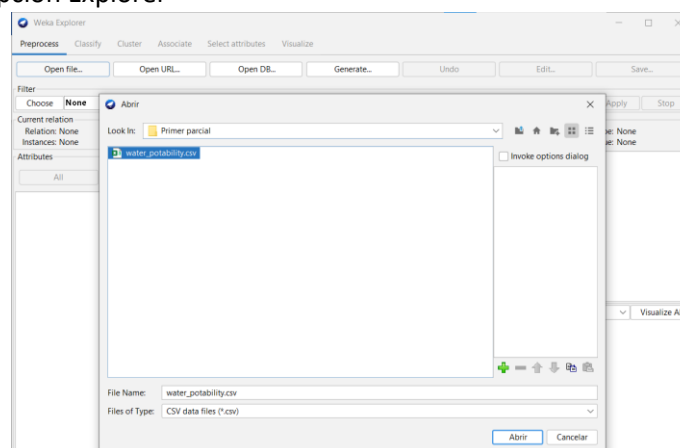 Weka Explorer
Preprocess Classify Cluster Associate Select attributes Visualize
Open file... Open URL... Open DB... Generate... Undo Edit... Save...
Filter
Choose None Apply Stop
Abrir
Current relation
Relation: None
Instances: None
Look In: Primer parcial
None
None
Attributes
water_potability.csv
Invoke options dialog
All
Visualize
File Name: water_potability.csv
Files of Type: CSV data files (*.csv)
Abrir Cancelar